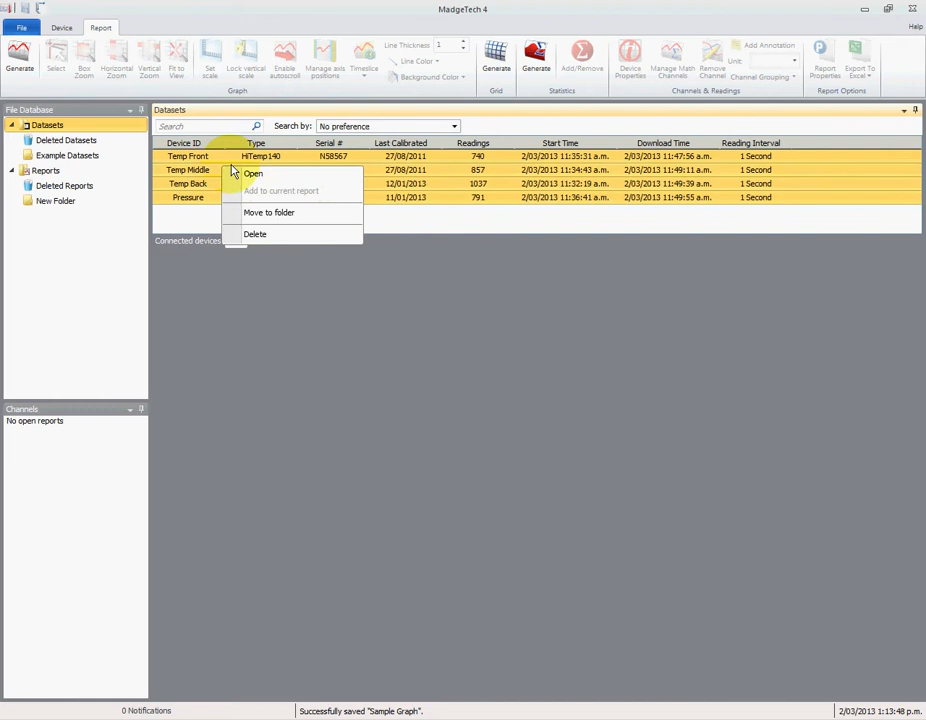 MadgeTech 4
File Device Report Help
Generate Select Box Zoom Horizontal Zoom Vertical Zoom Fit to View Set scale Lock vertical scale Enable autoscroll Manage axis positions Timeslice
Line Thickness 1
Line Color
Background Color
Generate Generate Add/Remove Device Properties Manage Math Channels Remove Channel
Add Annotation
Unit:
Channel Grouping
Report Properties Export to Excel
Graph Grid Statistics Channels & Readings Report Options
File Database
Datasets
Deleted Datasets
Example Datasets
Reports
Deleted Reports
New Folder
Channels
No open reports
Datasets
Search Search by: No preference
Device ID Type Serial # Last Calibrated Readings Start Time Download Time Reading Interval
Temp Front HiTemp140 N58567 27/08/2011 740 2/03/2013 11:35:31 a.m. 2/03/2013 11:47:56 a.m. 1 Second
Temp Middle 27/08/2011 857 2/03/2013 11:34:43 a.m. 2/03/2013 11:49:11 a.m. 1 Second
Temp Back 12/01/2013 1037 2/03/2013 11:32:19 a.m. 2/03/2013 11:49:39 a.m. 1 Second
Pressure 11/01/2013 791 2/03/2013 11:36:41 a.m. 2/03/2013 11:49:55 a.m. 1 Second
Open
Add to current report
Move to folder
Delete
Connected devices
0 Notifications Successfully saved "Sample Graph". 2/03/2013 1:13:48 p.m.